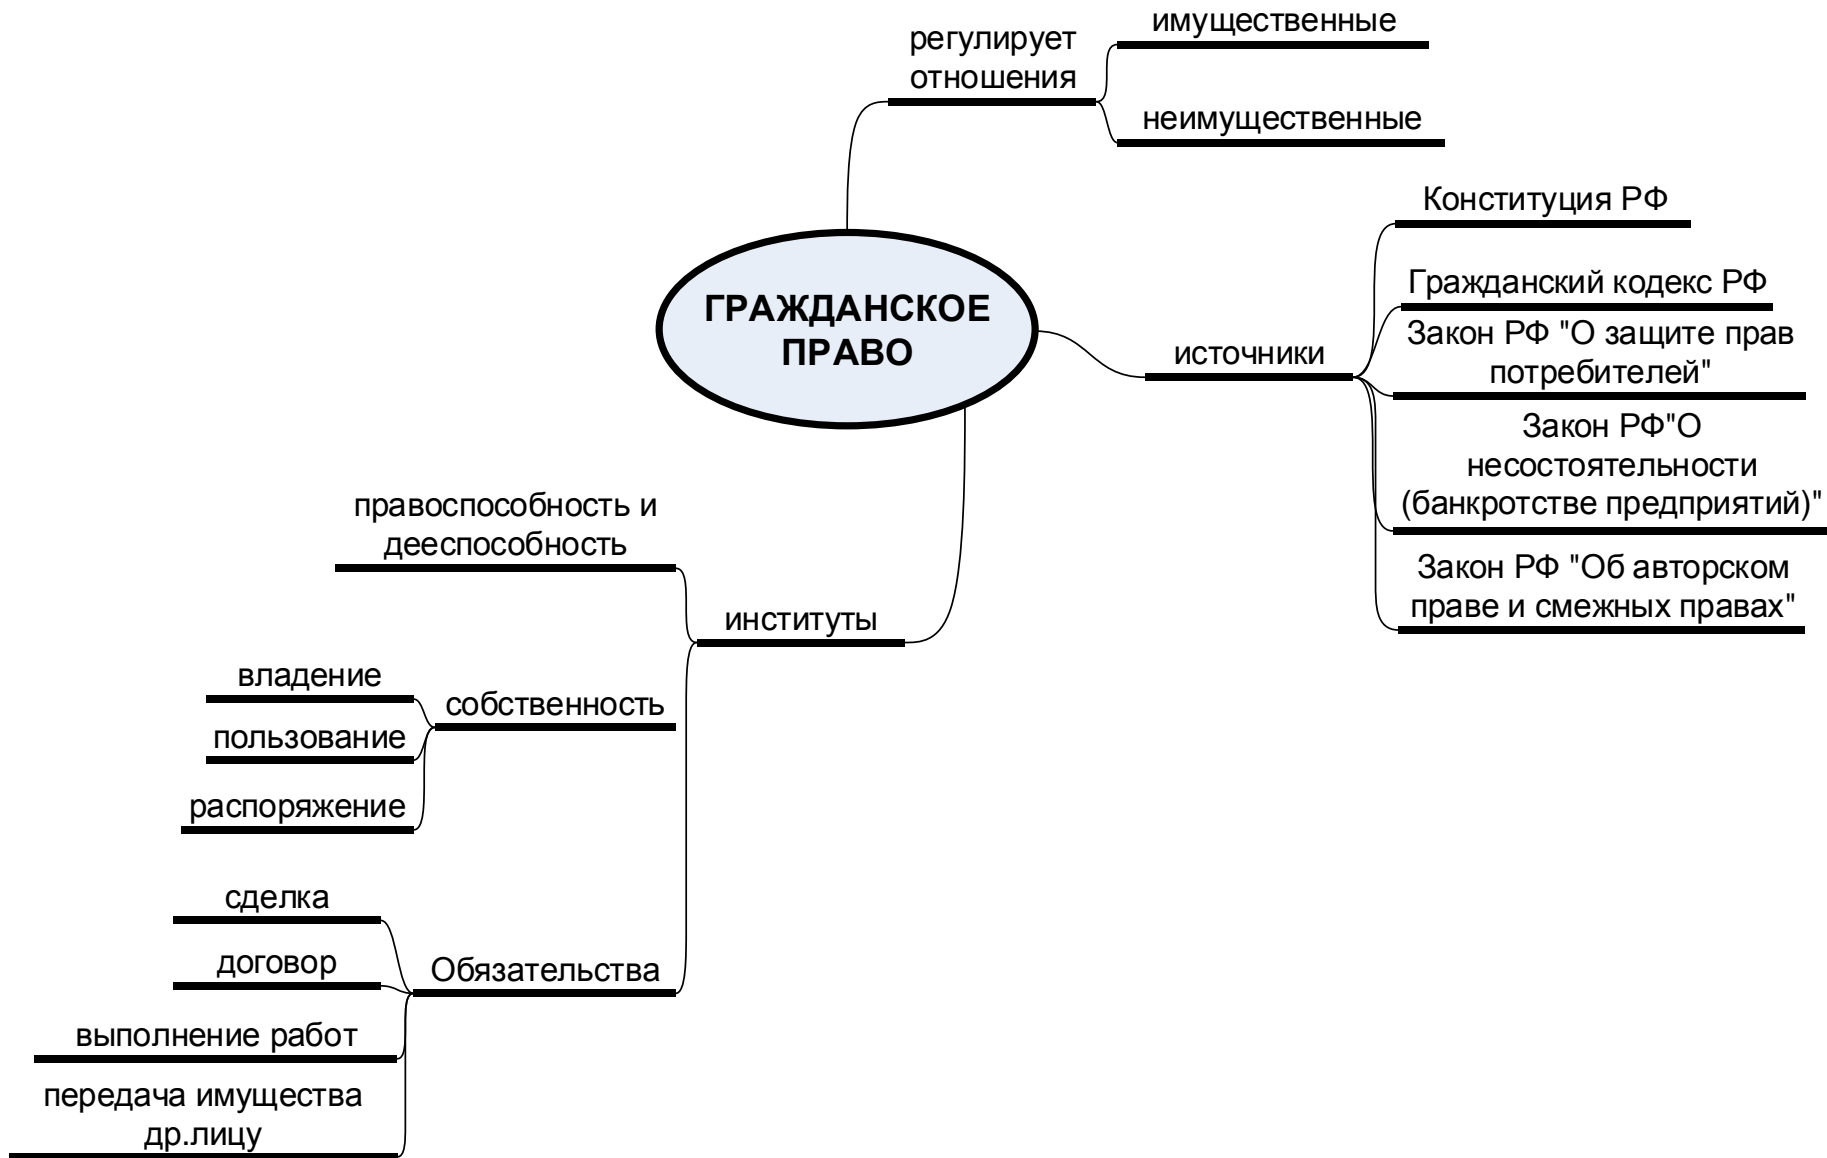 имущественные
регулирует
отношения
неимущественные
Конституция РФ
Гражданский кодекс РФ
ГРАЖДАНСКОЕ
ПРАВО
источники
Закон РФ "О защите прав
потребителей"
Закон РФ"О
несостоятельности
(банкротстве предприятий)"
Закон РФ "Об авторском
праве и смежных правах"
правоспособность и
дееспособность
институты
владение
собственность
пользование
распоряжение
сделка
договор
Обязательства
выполнение работ
передача имущества
др.лицу